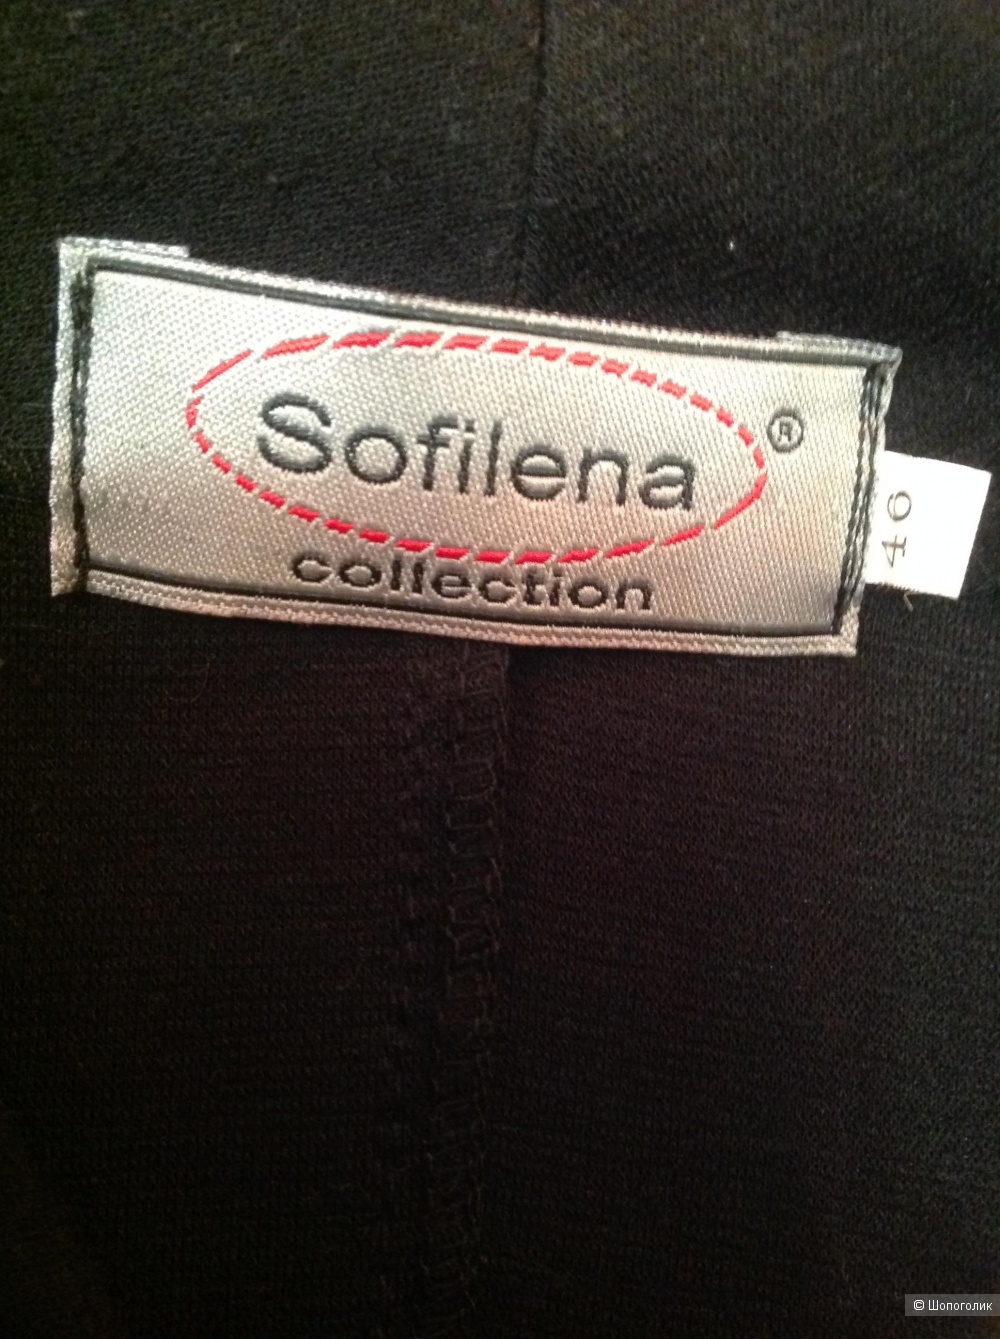 Sofilena ®
collection
46
© Шопоголик